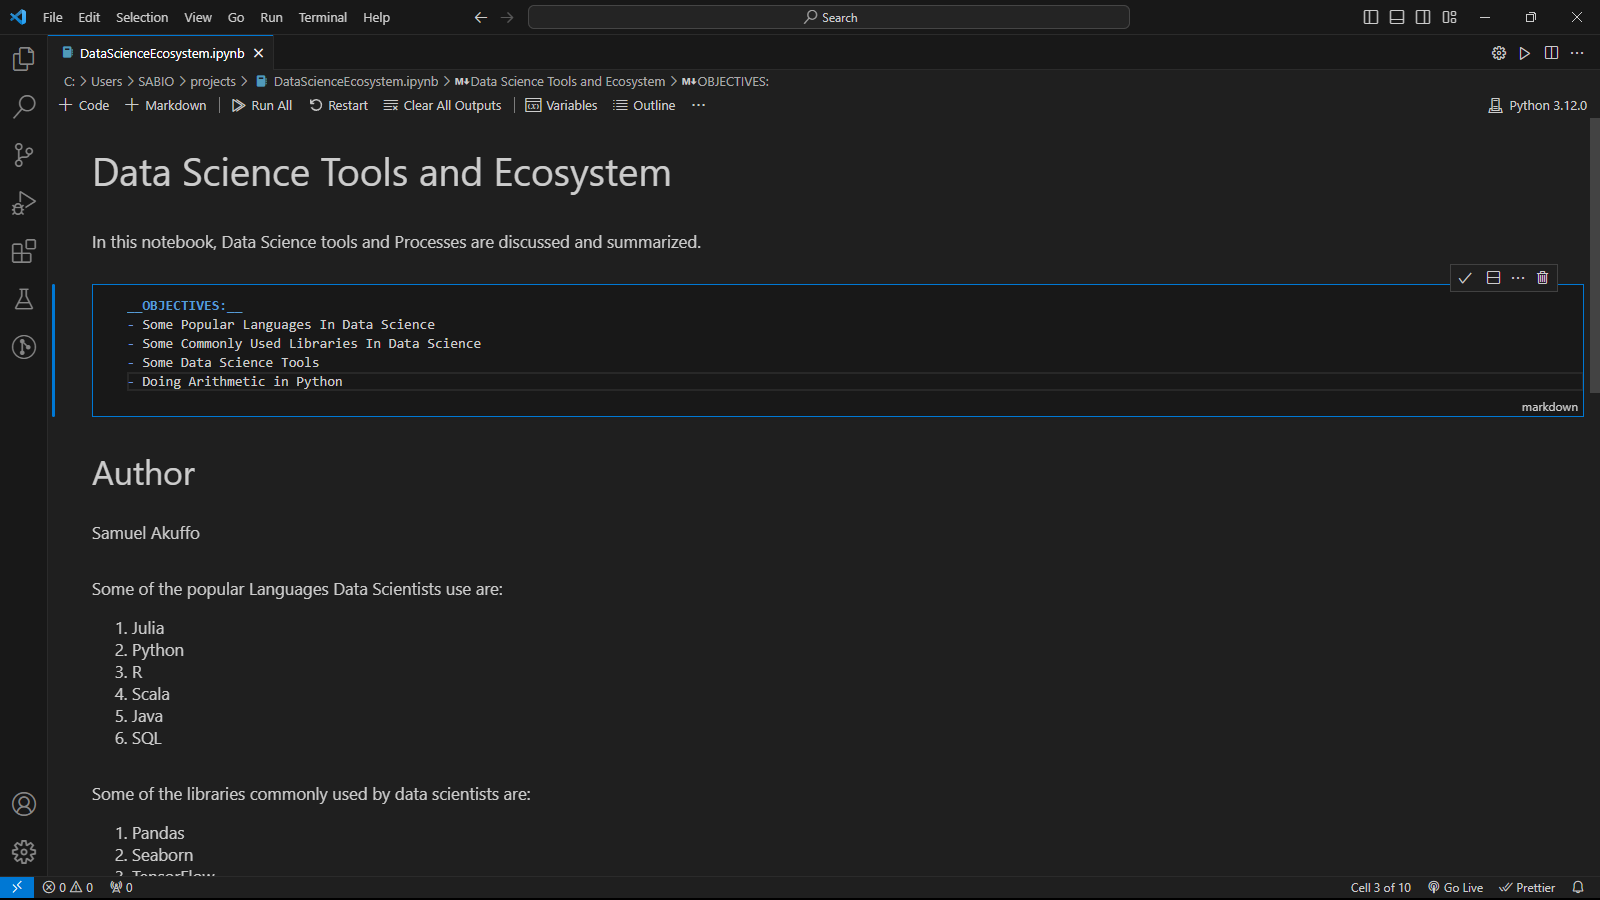 File Edit Selection View Go Run Terminal Help Search
DataScienceEcosystem.ipynb
C: > Users > SABIO > projects > DataScienceEcosystem.ipynb > M↓Data Science Tools and Ecosystem > M↓OBJECTIVES:
+ Code + Markdown Run All Restart Clear All Outputs Variables Outline ··· Python 3.12.0
Data Science Tools and Ecosystem
In this notebook, Data Science tools and Processes are discussed and summarized.
__OBJECTIVES:__
- Some Popular Languages In Data Science
- Some Commonly Used Libraries In Data Science
- Some Data Science Tools
- Doing Arithmetic in Python
markdown
Author
Samuel Akuffo
Some of the popular Languages Data Scientists use are:
1. Julia
2. Python
3. R
4. Scala
5. Java
6. SQL
Some of the libraries commonly used by data scientists are:
1. Pandas
2. Seaborn
3. TensorFlow
0 0 0 Cell 3 of 10 Go Live Prettier